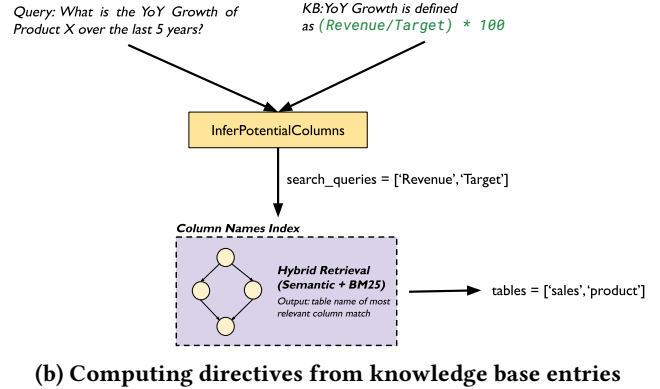 Query: What is the YoY Growth of
Product X over the last 5 years?
KB:YoY Growth is defined
as (Revenue/Target) * 100
InferPotentialColumns
search_queries = [‘Revenue’,‘Target’]
Column Names Index
Hybrid Retrieval
(Semantic + BM25)
Output: table name of most
relevant column match
tables = [‘sales’,‘product’]
(b) Computing directives from knowledge base entries